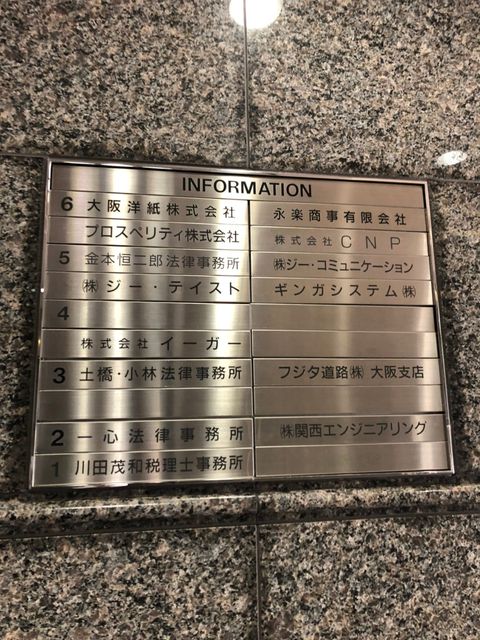 INFORMATION
6 大阪洋紙株式会社 永楽商事有限会社
プロスペリティ株式会社 株式会社 CNP
5 金本恒二郎法律事務所 ㈱ジー・コミュニケーション
㈱ ジー・テイスト ギンガシステム ㈱
4
株式会社 イーガー
3 土橋・小林法律事務所 フジタ道路㈱ 大阪支店
2 一心法律事務所 ㈱関西エンジニアリング
1 川田茂和税理士事務所